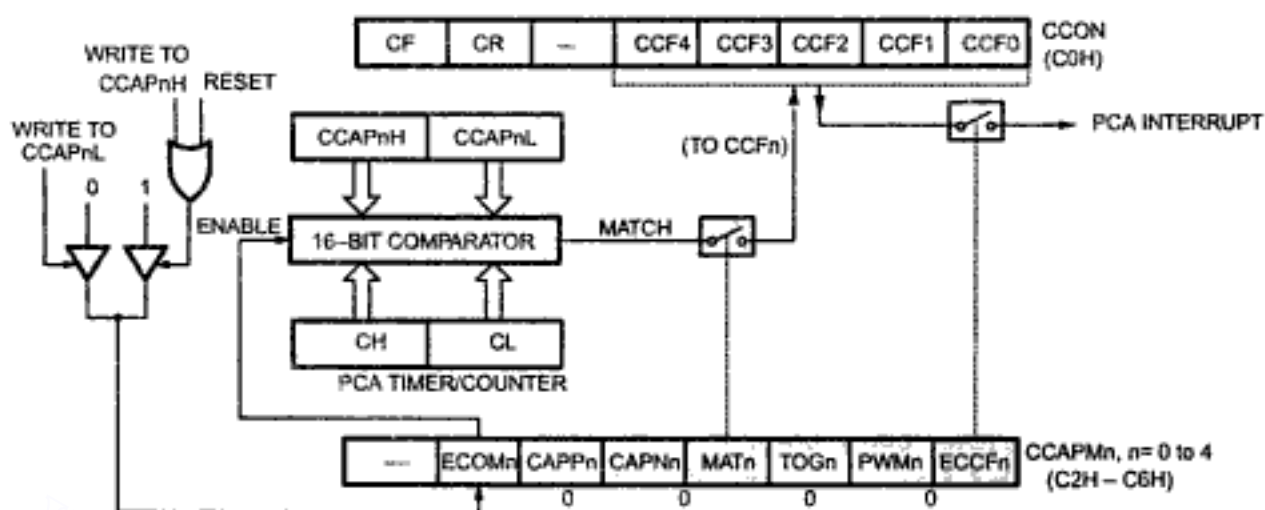 CF CR — CCF4 CCF3 CCF2 CCF1 CCF0
CCON
(C0H)
WRITE TO
CCAPnH RESET
WRITE TO
CCAPnL
0 1
CCAPnH CCAPnL
(TO CCFn)
PCA INTERRUPT
ENABLE
16–BIT COMPARATOR
MATCH
CH CL
PCA TIMER/COUNTER
— ECOMn CAPPn CAPNn MATn TOGn PWMn ECCFn
CCAPMn, n= 0 to 4
(C2H – C6H)
0 0 0 0